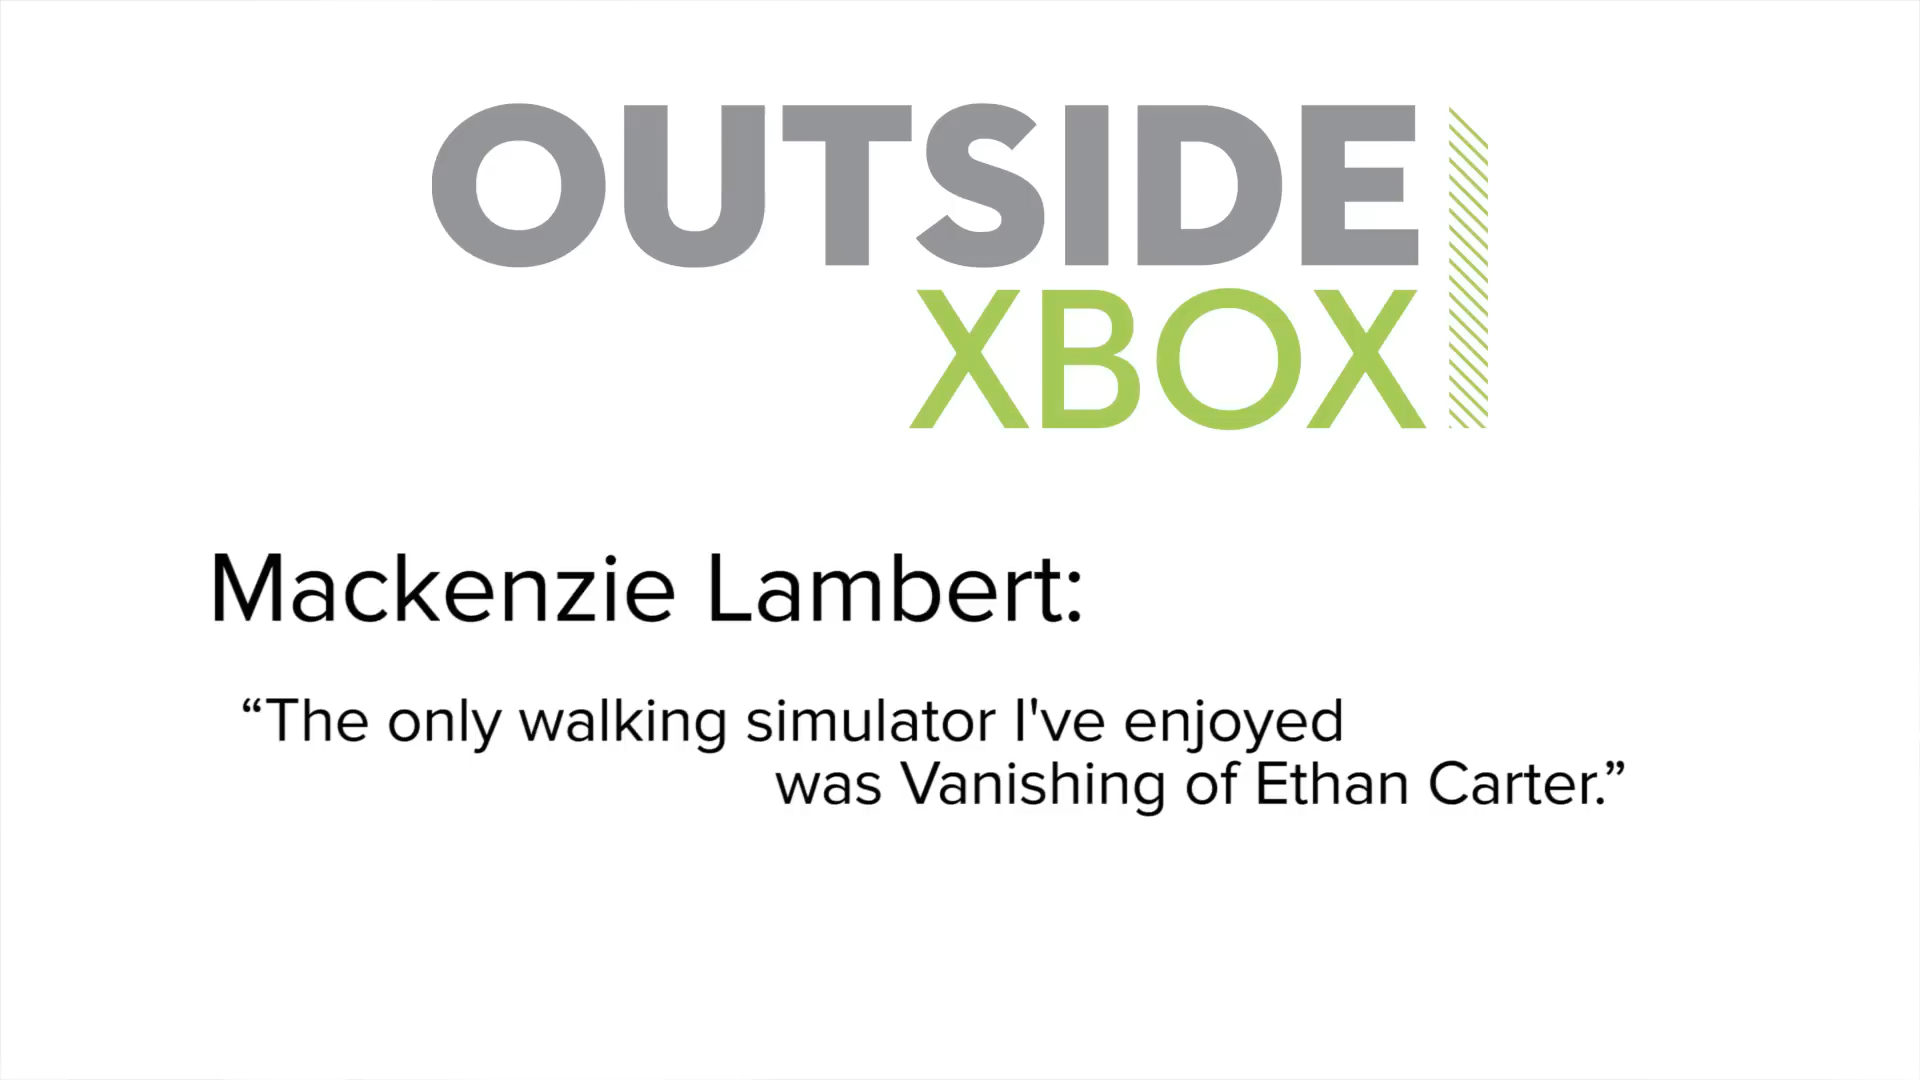 OUTSIDE
XBOX
Mackenzie Lambert:
“The only walking simulator I've enjoyed
was Vanishing of Ethan Carter.”